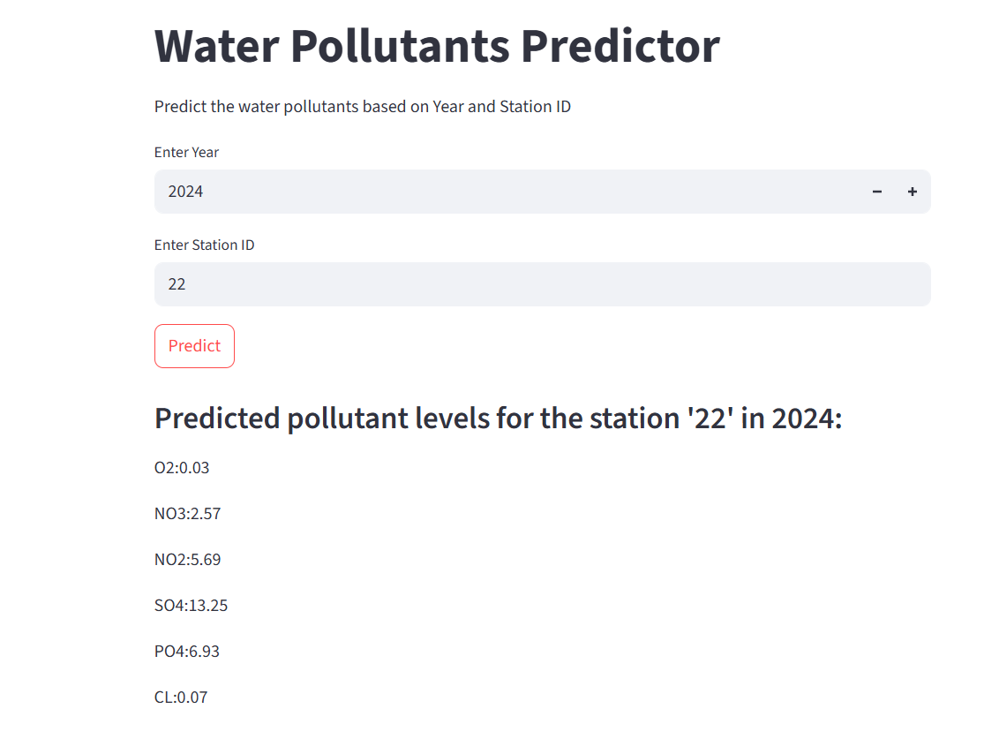 Water Pollutants Predictor
Predict the water pollutants based on Year and Station ID
Enter Year
2024
Enter Station ID
22
Predict
Predicted pollutant levels for the station '22' in 2024:
O2:0.03
NO3:2.57
NO2:5.69
SO4:13.25
PO4:6.93
CL:0.07